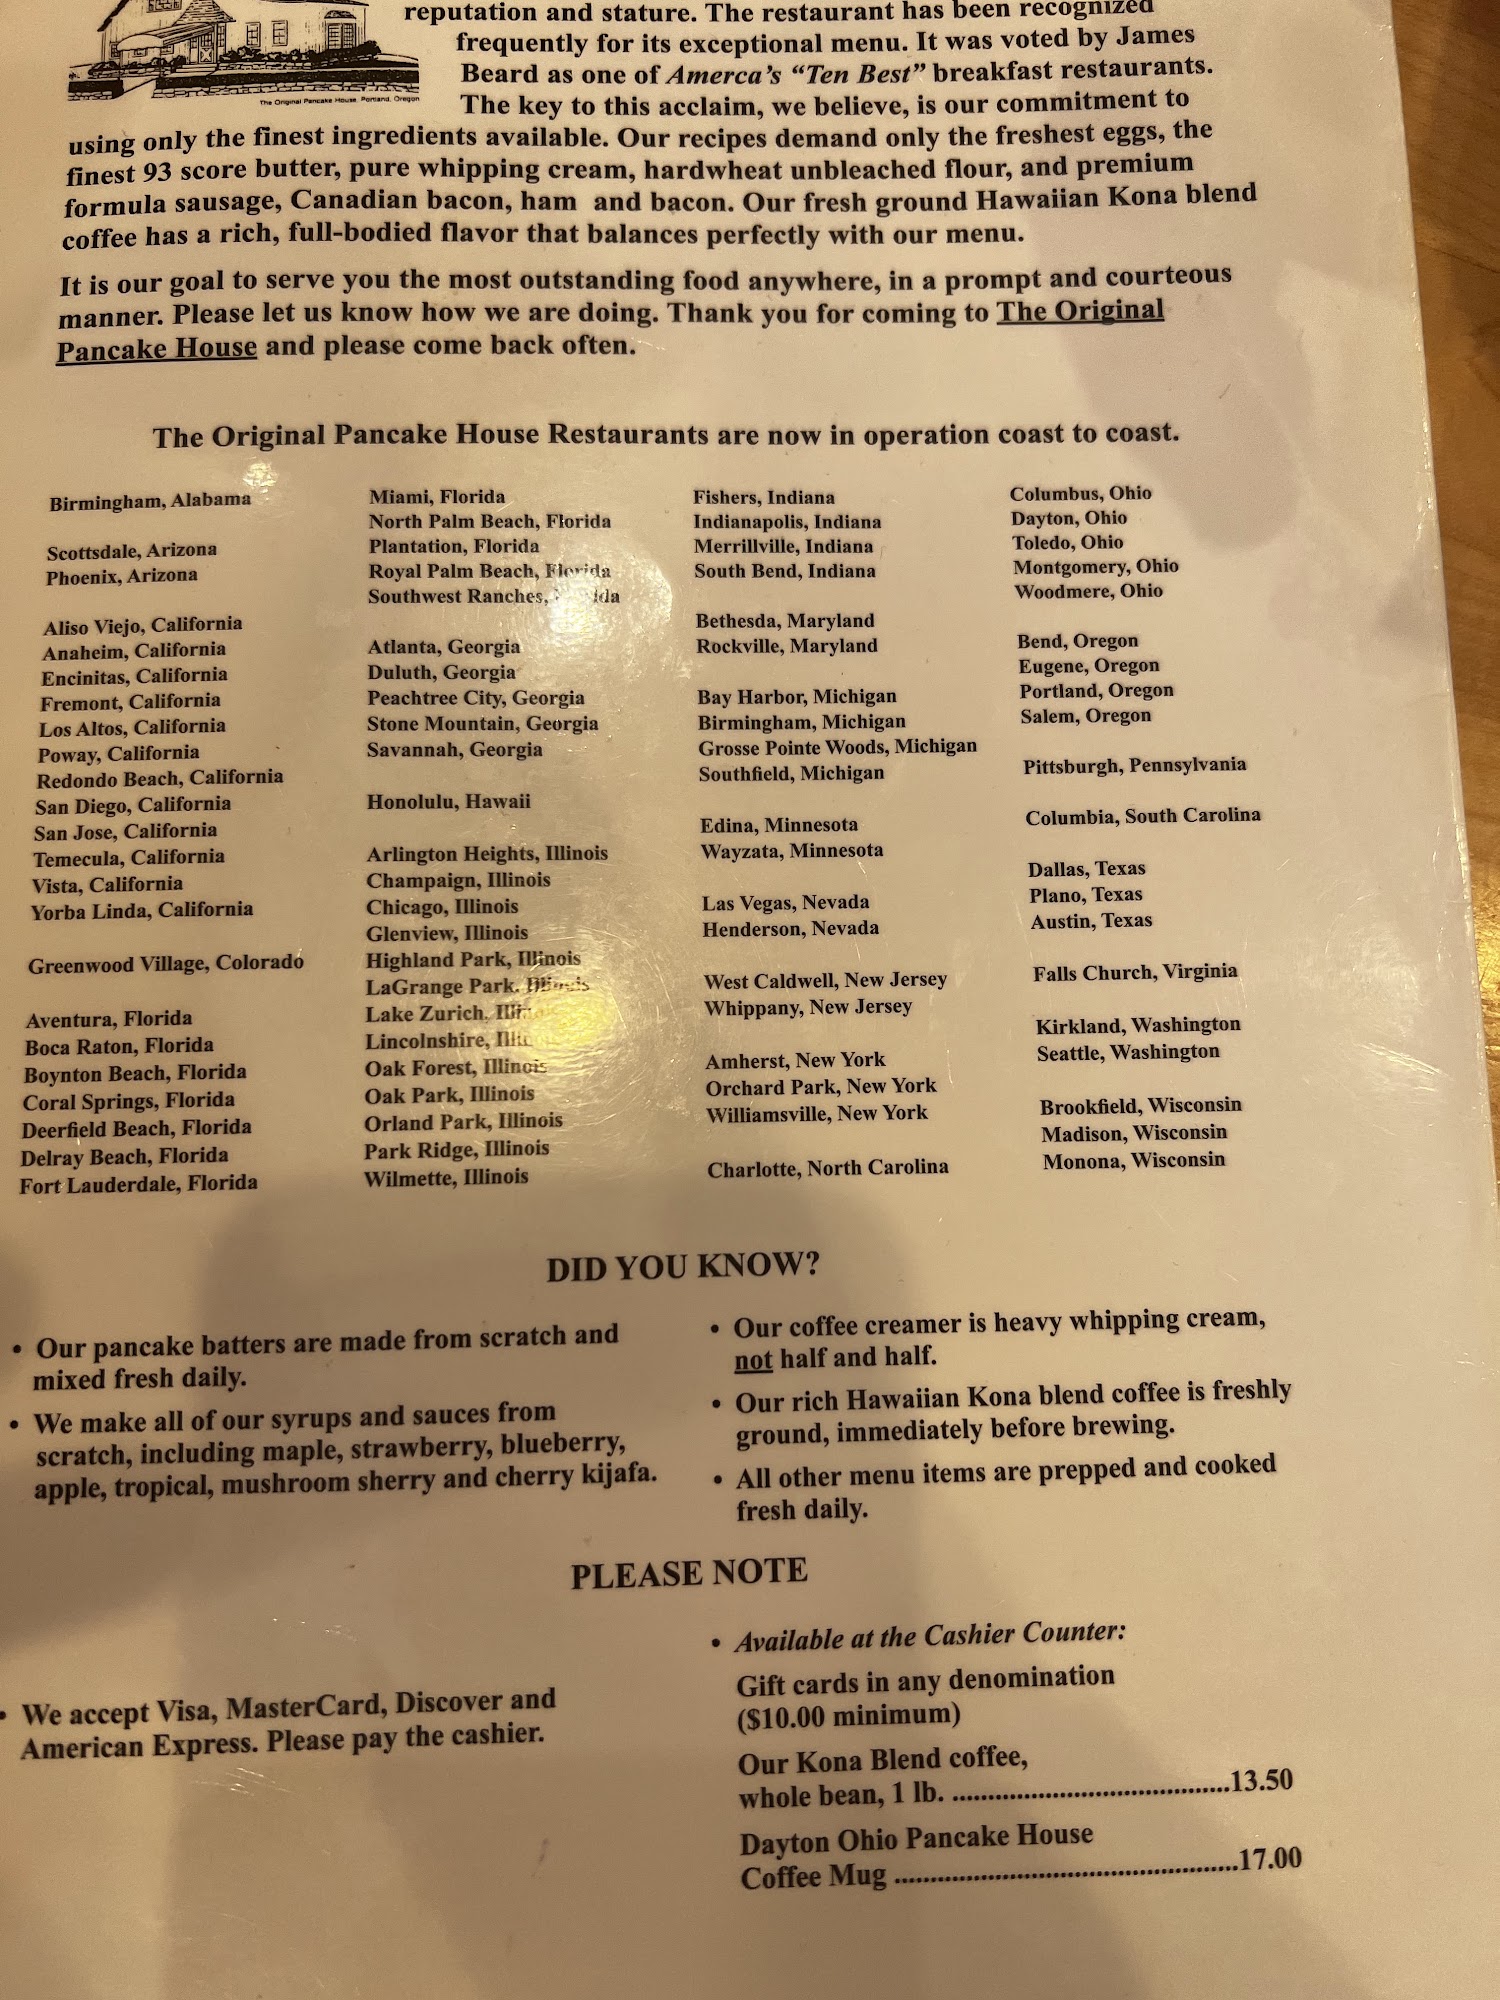 reputation and stature. The restaurant has been recognized
frequently for its exceptional menu. It was voted by James
Beard as one of Amerca's "Ten Best" breakfast restaurants.
The Original Pancake House, Portland, Oregon
The key to this acclaim, we believe, is our commitment to
using only the finest ingredients available. Our recipes demand only the freshest eggs, the
finest 93 score butter, pure whipping cream, hardwheat unbleached flour, and premium
formula sausage, Canadian bacon, ham and bacon. Our fresh ground Hawaiian Kona blend
coffee has a rich, full-bodied flavor that balances perfectly with our menu.
It is our goal to serve you the most outstanding food anywhere, in a prompt and courteous
manner. Please let us know how we are doing. Thank you for coming to The Original
Pancake House and please come back often.
The Original Pancake House Restaurants are now in operation coast to coast.
Birmingham, Alabama
Scottsdale, Arizona
Phoenix, Arizona
Aliso Viejo, California
Anaheim, California
Encinitas, California
Fremont, California
Los Altos, California
Poway, California
Redondo Beach, California
San Diego, California
San Jose, California
Temecula, California
Vista, California
Yorba Linda, California
Greenwood Village, Colorado
Aventura, Florida
Boca Raton, Florida
Boynton Beach, Florida
Coral Springs, Florida
Deerfield Beach, Florida
Delray Beach, Florida
Fort Lauderdale, Florida
Miami, Florida
North Palm Beach, Florida
Plantation, Florida
Royal Palm Beach, Florida
Southwest Ranches,
Atlanta, Georgia
Duluth, Georgia
Peachtree City, Georgia
Stone Mountain, Georgia
Savannah, Georgia
Honolulu, Hawaii
Arlington Heights, Illinois
Champaign, Illinois
Chicago, Illinois
Glenview, Illinois
Highland Park, Illinois
LaGrange Park, Illinois
Lake Zurich,
Lincolnshire,
Oak Forest, Illinois
Oak Park, Illinois
Orland Park, Illinois
Park Ridge, Illinois
Wilmette, Illinois
Fishers, Indiana
Indianapolis, Indiana
Merrillville, Indiana
South Bend, Indiana
Bethesda, Maryland
Rockville, Maryland
Bay Harbor, Michigan
Birmingham, Michigan
Grosse Pointe Woods, Michigan
Southfield, Michigan
Edina, Minnesota
Wayzata, Minnesota
Las Vegas, Nevada
Henderson, Nevada
West Caldwell, New Jersey
Whippany, New Jersey
Amherst, New York
Orchard Park, New York
Williamsville, New York
Charlotte, North Carolina
Columbus, Ohio
Dayton, Ohio
Toledo, Ohio
Montgomery, Ohio
Woodmere, Ohio
Bend, Oregon
Eugene, Oregon
Portland, Oregon
Salem, Oregon
Pittsburgh, Pennsylvania
Columbia, South Carolina
Dallas, Texas
Plano, Texas
Austin, Texas
Falls Church, Virginia
Kirkland, Washington
Seattle, Washington
Brookfield, Wisconsin
Madison, Wisconsin
Monona, Wisconsin
DID YOU KNOW?
• Our pancake batters are made from scratch and
mixed fresh daily.
• We make all of our syrups and sauces from
scratch, including maple, strawberry, blueberry,
apple, tropical, mushroom sherry and cherry kijafa.
• Our coffee creamer is heavy whipping cream,
not half and half.
• Our rich Hawaiian Kona blend coffee is freshly
ground, immediately before brewing.
• All other menu items are prepped and cooked
fresh daily.
PLEASE NOTE
• We accept Visa, MasterCard, Discover and
American Express. Please pay the cashier.
• Available at the Cashier Counter:
Gift cards in any denomination
($10.00 minimum)
Our Kona Blend coffee,
whole bean, 1 lb. .......................................13.50
Dayton Ohio Pancake House
Coffee Mug ................................................17.00